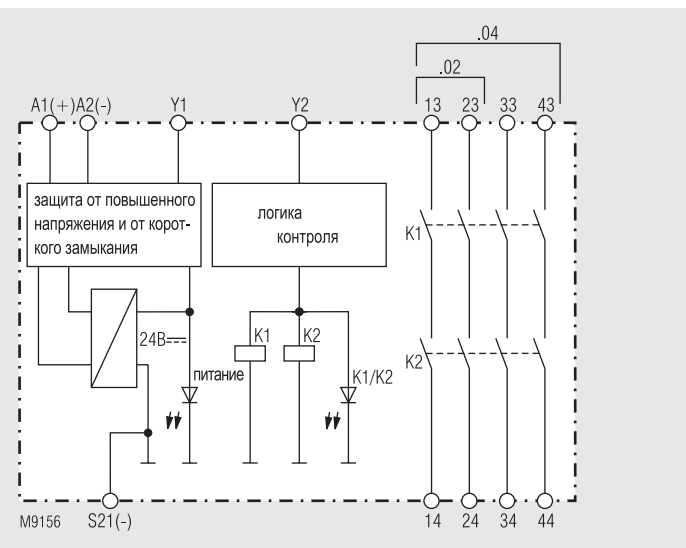 .04
.02
A1(+) A2(-) Y1 Y2 13 23 33 43
защита от повышенного
напряжения и от корот-
кого замыкания
логика
контроля
K1
24В
K1 K2
K2
питание
K1/K2
M9156 S21(-) 14 24 34 44